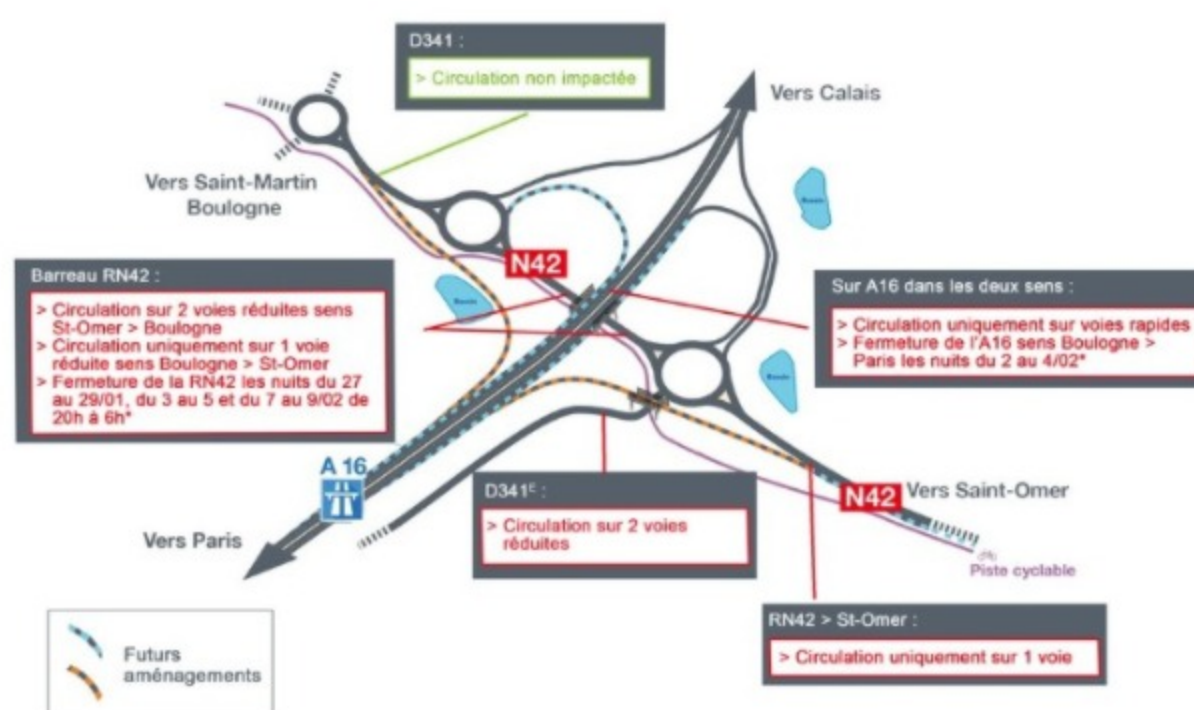 D341 :
> Circulation non impactée
Vers Calais
Vers Saint-Martin
Boulogne
N42
Barreau RN42 :
> Circulation sur 2 voies réduites sens
St-Omer > Boulogne
> Circulation uniquement sur 1 voie
réduite sens Boulogne > St-Omer
> Fermeture de la RN42 les nuits du 27
au 29/01, du 3 au 5 et du 7 au 9/02 de
20h à 6h*
Sur A16 dans les deux sens :
> Circulation uniquement sur voies rapides
> Fermeture de l'A16 sens Boulogne >
Paris les nuits du 2 au 4/02*
A 16
Vers Paris
D341E :
> Circulation sur 2 voies
réduites
N42
Vers Saint-Omer
Piste cyclable
RN42 > St-Omer :
> Circulation uniquement sur 1 voie
Futurs
aménagements